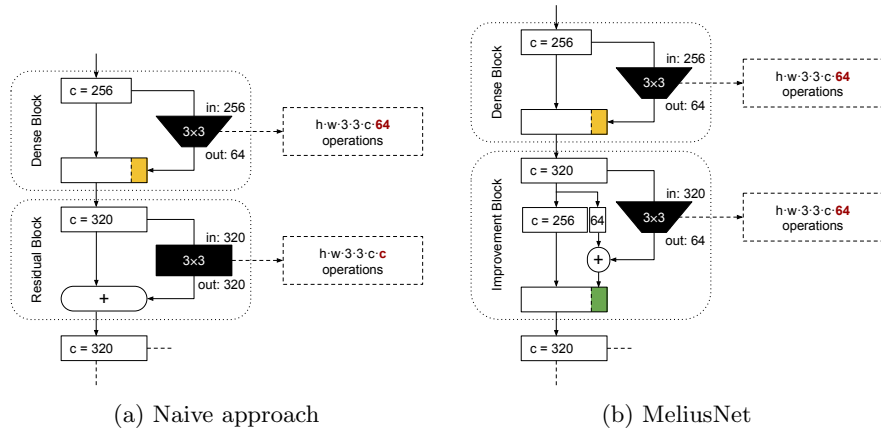 Dense Block
c = 256
in: 256
3×3
out: 64
h·w·3·3·c·64
operations
Residual Block
c = 320
in: 320
3×3
out: 320
h·w·3·3·c·c
operations
+
c = 320
(a) Naive approach
Dense Block
c = 256
in: 256
3×3
out: 64
h·w·3·3·c·64
operations
Improvement Block
c = 320
in: 320
c = 256
64
3×3
out: 64
h·w·3·3·c·64
operations
+
c = 320
(b) MeliusNet